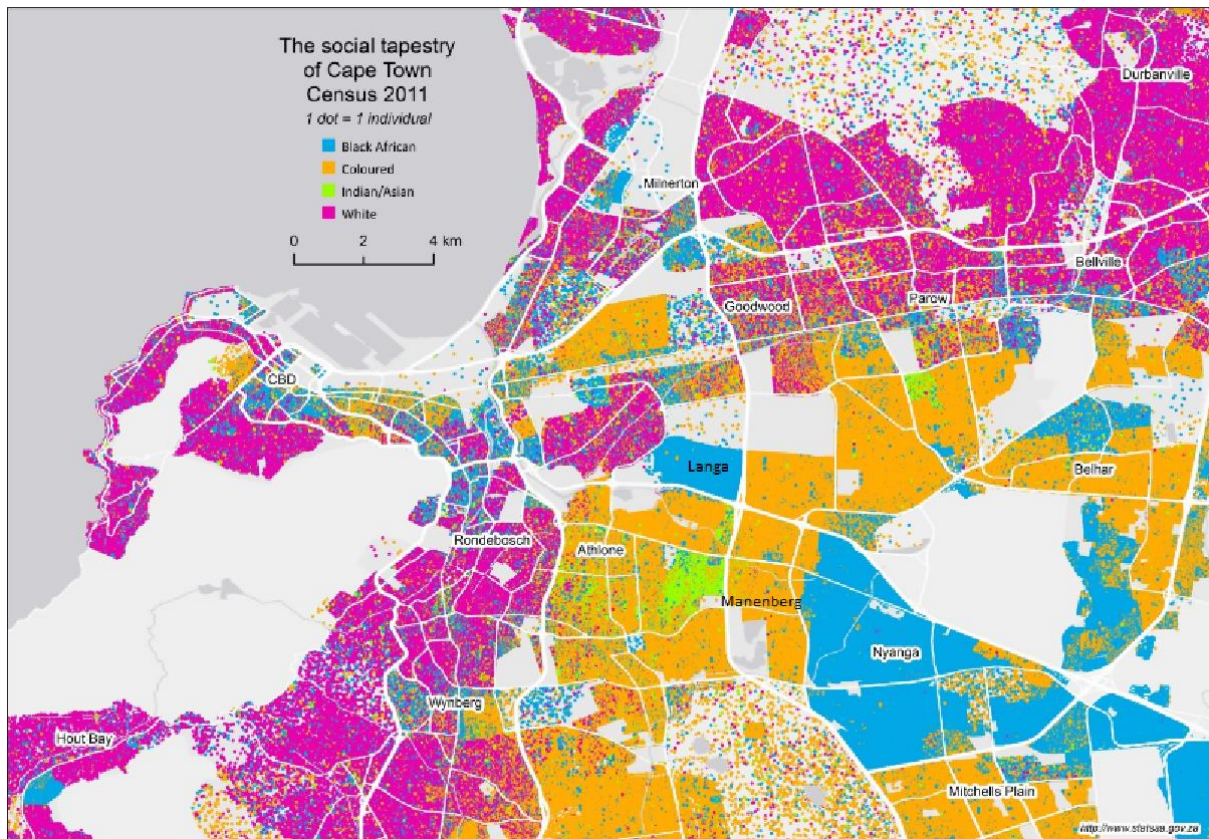 The social tapestry
of Cape Town
Census 2011
1 dot = 1 individual
Black African
Coloured
Indian/Asian
White
0 2 4 km
Durbanville
Milnerton
Bellville
Goodwood
Parow
CBD
Langa
Belhar
Rondebosch
Athlone
Manenberg
Nyanga
Wynberg
Hout Bay
Mitchells Plain
http://www.statssa.gov.za